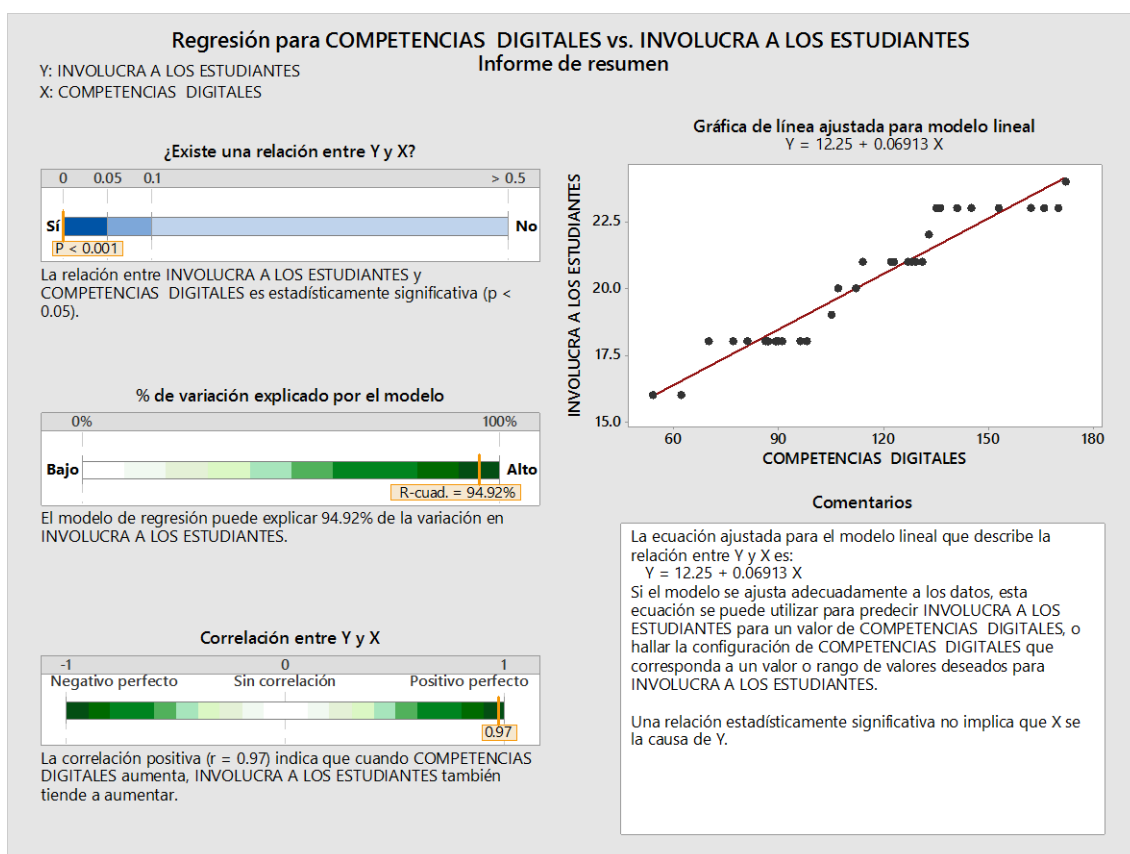 Regresión para COMPETENCIAS DIGITALES vs. INVOLUCRA A LOS ESTUDIANTES
Informe de resumen
Y: INVOLUCRA A LOS ESTUDIANTES
X: COMPETENCIAS DIGITALES
¿Existe una relación entre Y y X?
0 0.05 0.1 > 0.5
Sí No
P < 0.001
La relación entre INVOLUCRA A LOS ESTUDIANTES y
COMPETENCIAS DIGITALES es estadísticamente significativa (p <
0.05).
% de variación explicado por el modelo
0% 100%
Bajo Alto
R-cuad. = 94.92%
El modelo de regresión puede explicar 94.92% de la variación en
INVOLUCRA A LOS ESTUDIANTES.
Correlación entre Y y X
-1 0 1
Negativo perfecto Sin correlación Positivo perfecto
0.97
La correlación positiva (r = 0.97) indica que cuando COMPETENCIAS
DIGITALES aumenta, INVOLUCRA A LOS ESTUDIANTES también
tiende a aumentar.
Gráfica de línea ajustada para modelo lineal
Y = 12.25 + 0.06913 X
INVOLUCRA A LOS ESTUDIANTES
22.5
20.0
17.5
15.0
60 90 120 150 180
COMPETENCIAS DIGITALES
Comentarios
La ecuación ajustada para el modelo lineal que describe la
relación entre Y y X es:
Y = 12.25 + 0.06913 X
Si el modelo se ajusta adecuadamente a los datos, esta
ecuación se puede utilizar para predecir INVOLUCRA A LOS
ESTUDIANTES para un valor de COMPETENCIAS DIGITALES, o
hallar la configuración de COMPETENCIAS DIGITALES que
corresponda a un valor o rango de valores deseados para
INVOLUCRA A LOS ESTUDIANTES.
Una relación estadísticamente significativa no implica que X se
la causa de Y.